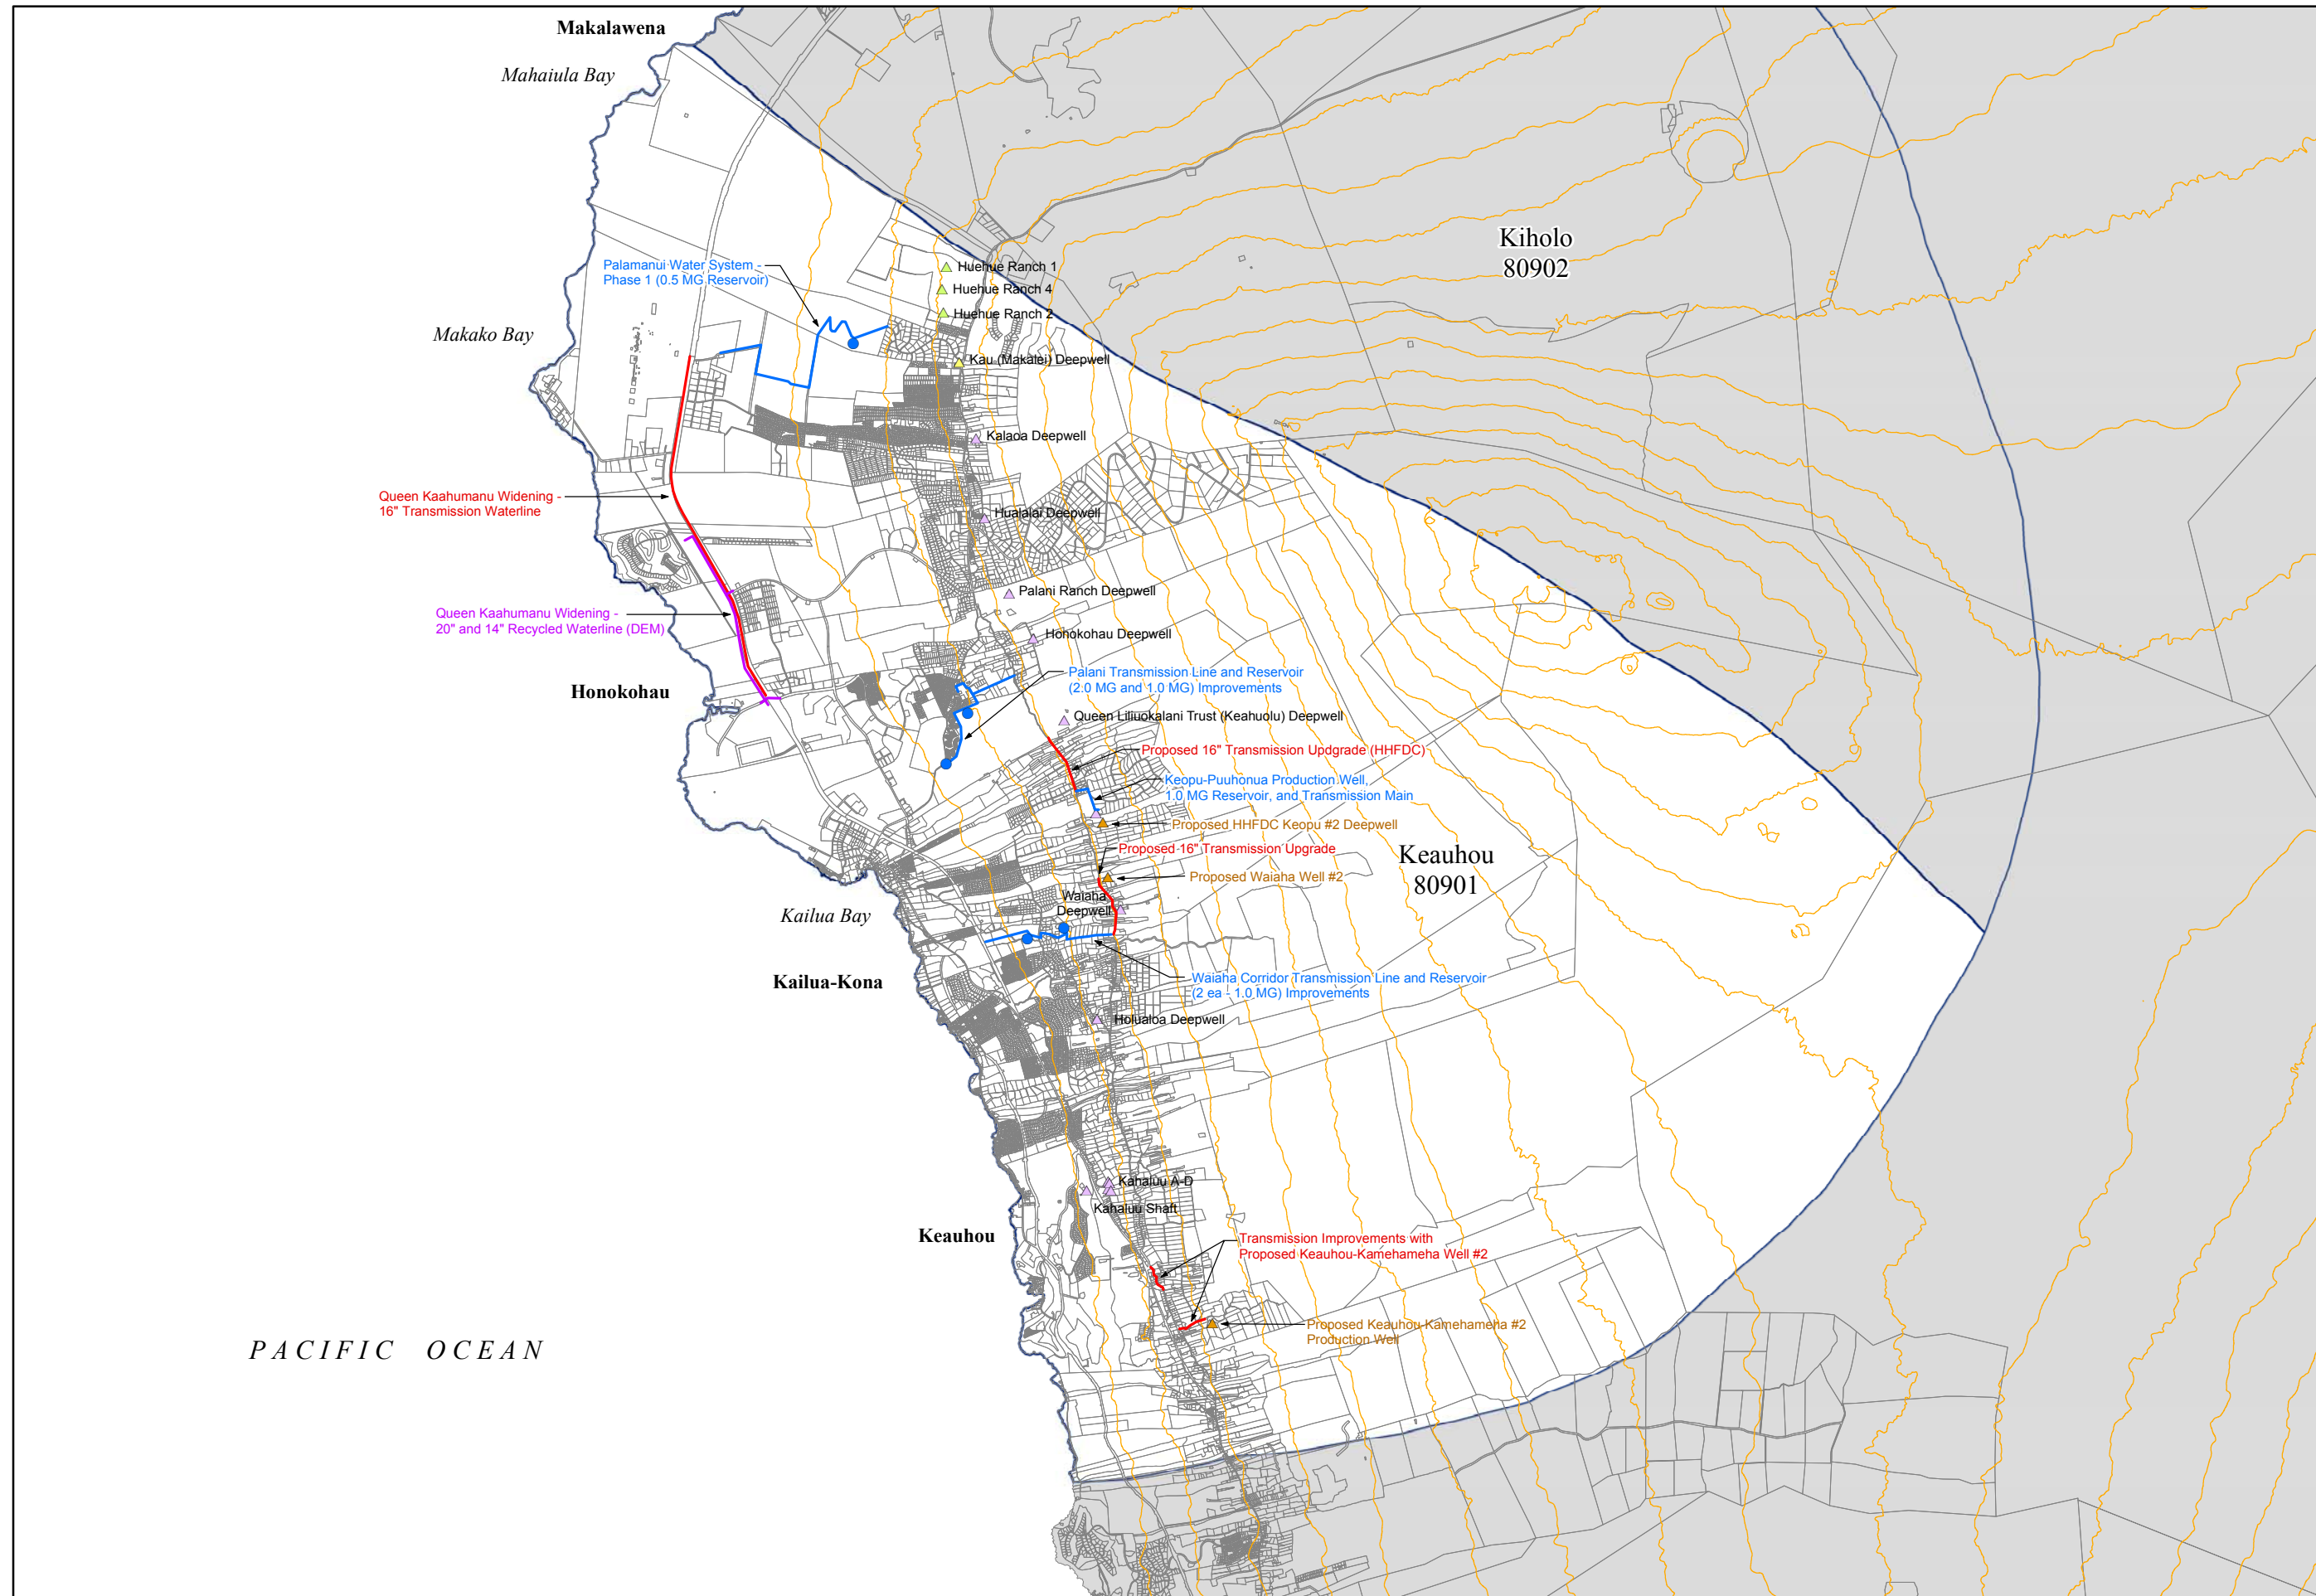 Makalawena
Mahaiula Bay
Kiholo
80902
Palamanui Water System -
Phase 1 (0.5 MG Reservoir)
Huehue Ranch 1
Huehue Ranch 4
Huehue Ranch 2
Makako Bay
Kau (Makalei) Deepwell
Kalaoa Deepwell
Queen Kaahumanu Widening -
16" Transmission Waterline
Hualalai Deepwell
Palani Ranch Deepwell
Queen Kaahumanu Widening -
20" and 14" Recycled Waterline (DEM)
Honokohau Deepwell
Palani Transmission Line and Reservoir
(2.0 MG and 1.0 MG) Improvements
Honokohau
Queen Liliuokalani Trust (Keahuolu) Deepwell
Proposed 16" Transmission Updgrade (HHFDC)
Keopu-Puuhonua Production Well,
1.0 MG Reservoir, and Transmission Main
Proposed HHFDC Keopu #2 Deepwell
Proposed 16" Transmission Upgrade
Keauhou
80901
Proposed Waiaha Well #2
Waiaha
Deepwell
Kailua Bay
Kailua-Kona
Waiaha Corridor Transmission Line and Reservoir
(2 ea - 1.0 MG) Improvements
Holualoa Deepwell
Kahaluu A-D
Kahaluu Shaft
Keauhou
Transmission Improvements with
Proposed Keauhou-Kamehameha Well #2
Proposed Keauhou-Kamehameha #2
Production Well
PACIFIC OCEAN